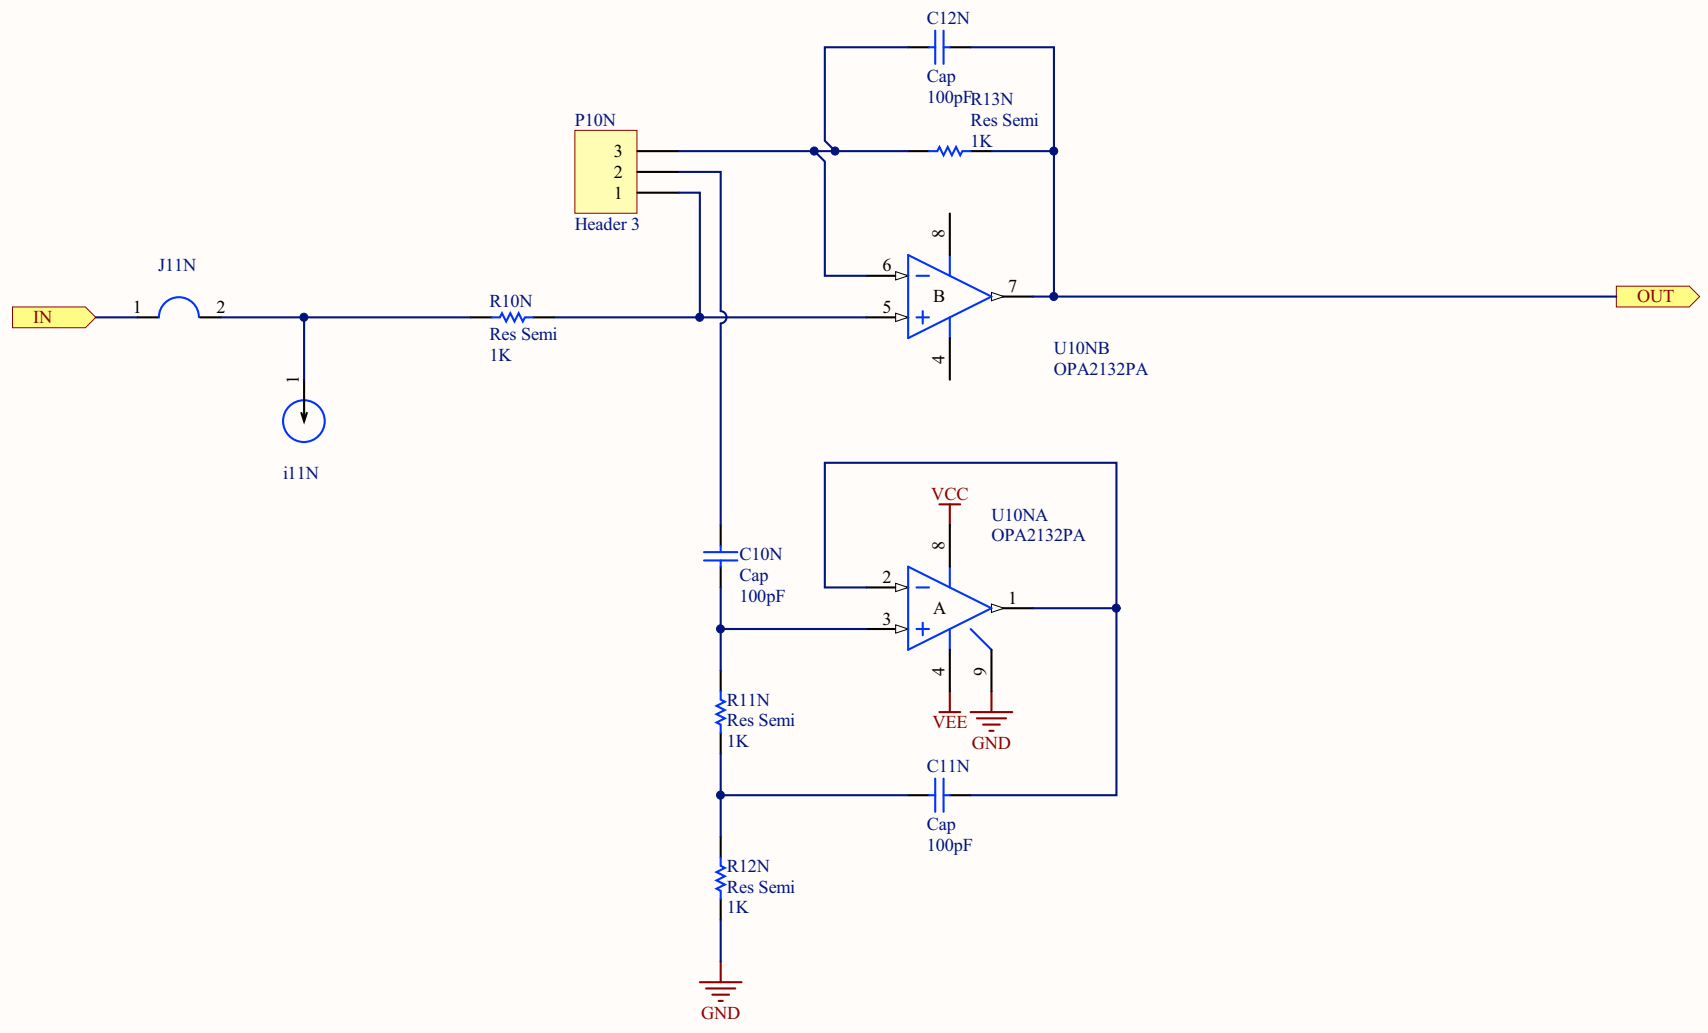 C12N
Cap
100pF
R13N
Res Semi
1K
P10N
3
2
1
Header 3
8
6
B
7
5
4
U10NB
OPA2132PA
OUT
J11N
IN
1
2
R10N
Res Semi
1K
1
i11N
VCC
U10NA
OPA2132PA
8
C10N
Cap
100pF
2
A
1
3
4
9
VEE
GND
R11N
Res Semi
1K
C11N
Cap
100pF
R12N
Res Semi
1K
GND